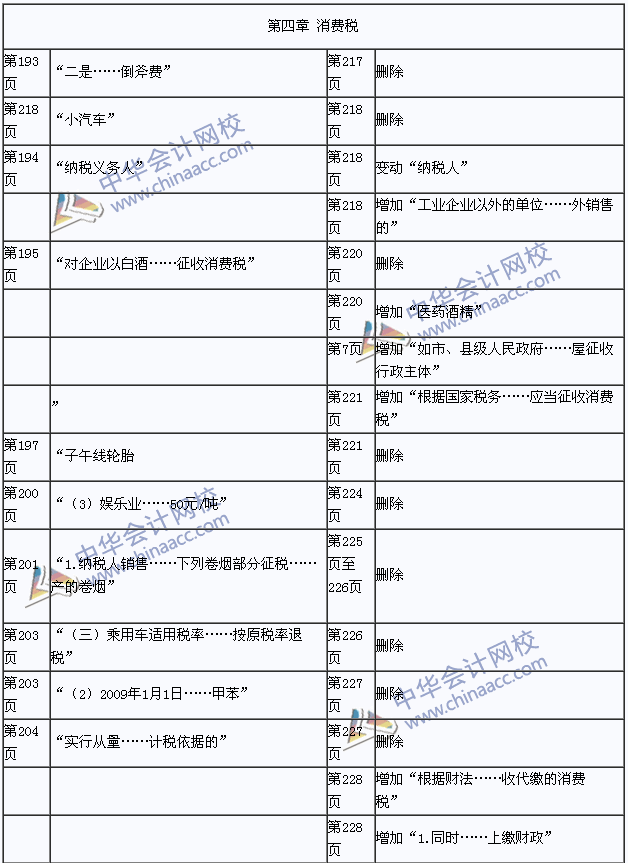 第四章 消费税
第193 “二是……倒斧费” 第217 删除
页 页
第218 “小汽车” 第218 删除
页 页
第194 “纳税义务人” 第218 变动“纳税人”
页 页
第218 增加“工业企业以外的单位……外销售
页 的”
第195 “对企业以白酒……征收消费税” 第220 删除
页 页
第220 增加“医药酒精”
页
第7页 增加“如市、县级人民政府……屋征收
行政主体”
” 第221 增加“根据国家税务……应当征收消费
页 税”
第197 “子午线轮胎 第221 删除
页 页
第200 “（3）娱乐业……50元/吨” 第224 删除
页 页
第201 “1.纳税人销售……下列卷烟部分征税…… 第225 删除
页 产的卷烟” 页至
226页
第203 “（三）乘用车适用税率……按原税率退 第226 删除
页 税” 页
第203 “（2）2009年1月1日……甲苯” 第227 删除
页 页
第204 “实行从量……计税依据的” 第227 删除
页 页
第228 增加“根据财法……收代缴的消费
页 税”
第228 增加“1.同时……上缴财政”
页
中华会计网校
www.chinaacc.com
中华会计网校
www.chinaacc.com
中华会计网校
www.chinaacc.com
中华会计网校
www.chinaacc.com